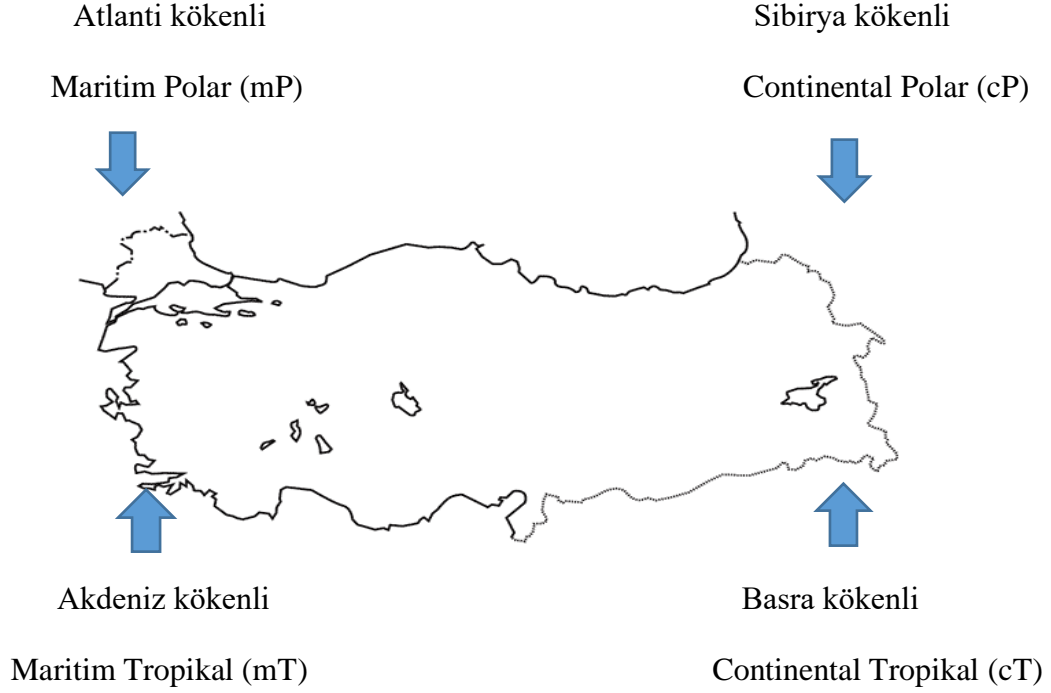 Atlanti kökenli
Maritim Polar (mP)
Sibirya kökenli
Continental Polar (cP)
Akdeniz kökenli
Maritim Tropikal (mT)
Basra kökenli
Continental Tropikal (cT)